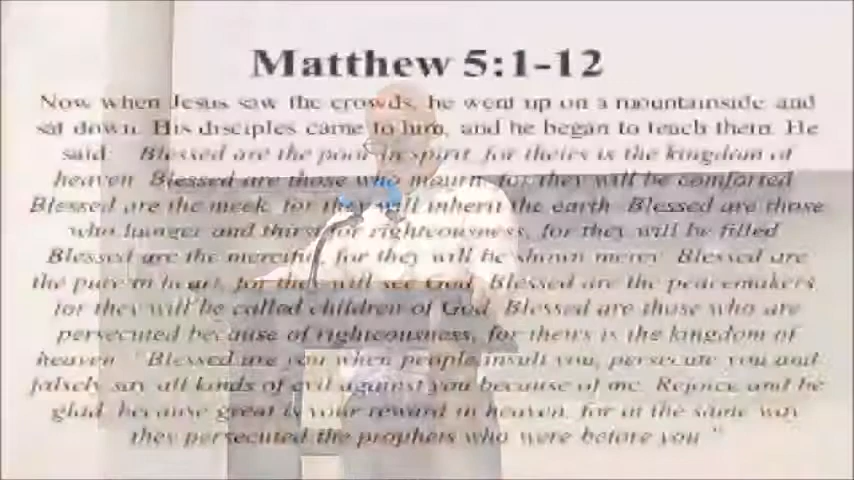 Matthew 5:1-12
Now when Jesus saw the crowds, he went up on a mountainside and
sat down. His disciples came to him, and he began to teach them. He
said: Blessed are the poor in spirit, for theirs is the kingdom of
heaven. Blessed are those who mourn, for they will be comforted.
Blessed are the meek, for they will inherit the earth. Blessed are those
who hunger and thirst for righteousness, for they will be filled.
Blessed are the merciful, for they will be shown mercy. Blessed are
the pure in heart, for they will see God. Blessed are the peacemakers,
for they will be called children of God. Blessed are those who are
persecuted because of righteousness, for theirs is the kingdom of
heaven. "Blessed are you when people insult you, persecute you and
falsely say all kinds of evil against you because of me. Rejoice and be
glad, because great is your reward in heaven, for in the same way
they persecuted the prophets who were before you."